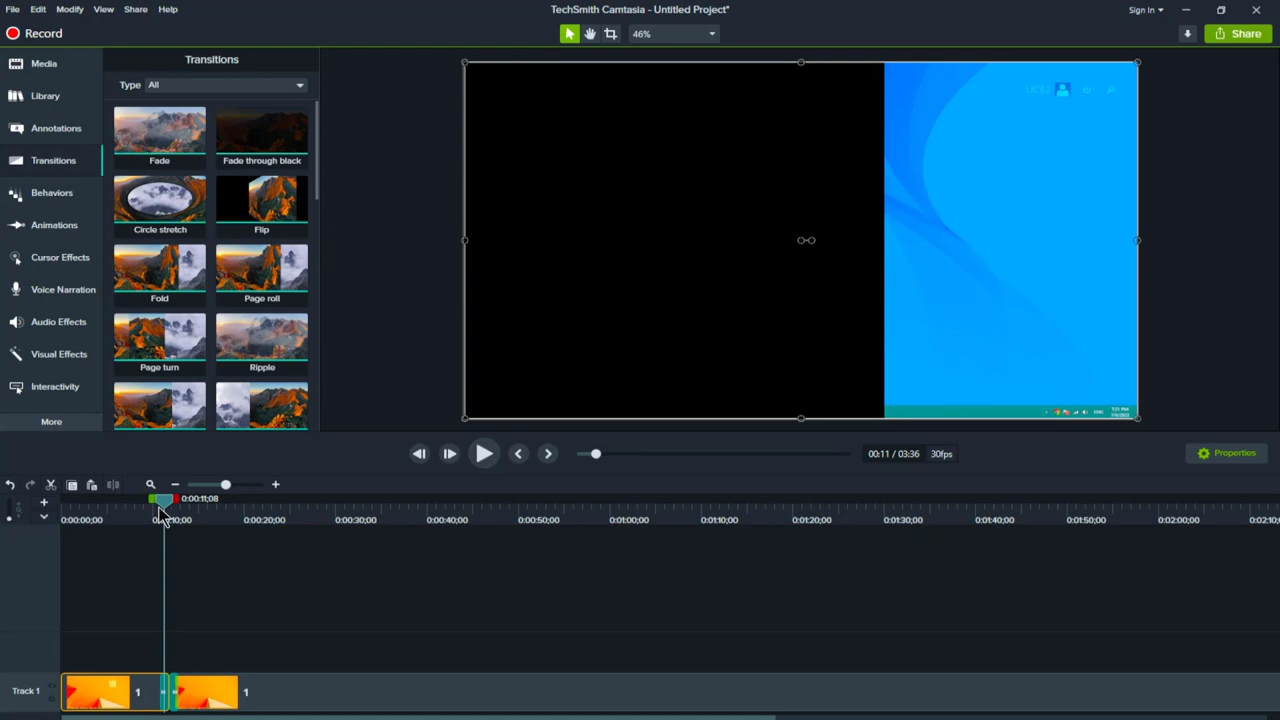 File Edit Modify View Share Help
TechSmith Camtasia - Untitled Project*
Sign In
Record
46%
Share
Media
Library
Annotations
Transitions
Behaviors
Animations
Cursor Effects
Voice Narration
Audio Effects
Visual Effects
Interactivity
More
Transitions
Type All
Fade Fade through black
Circle stretch Flip
Fold Page roll
Page turn Ripple
ENG
00:11 / 03:36 30fps
Properties
0:00:11;08
0:00:00;00 0:00:20;00 0:00:30;00 0:00:40;00 0:00:50;00 0:01:00;00 0:01:10;00 0:01:20;00 0:01:30;00 0:01:40;00 0:01:50;00 0:02:00;00
Track 1
1 1